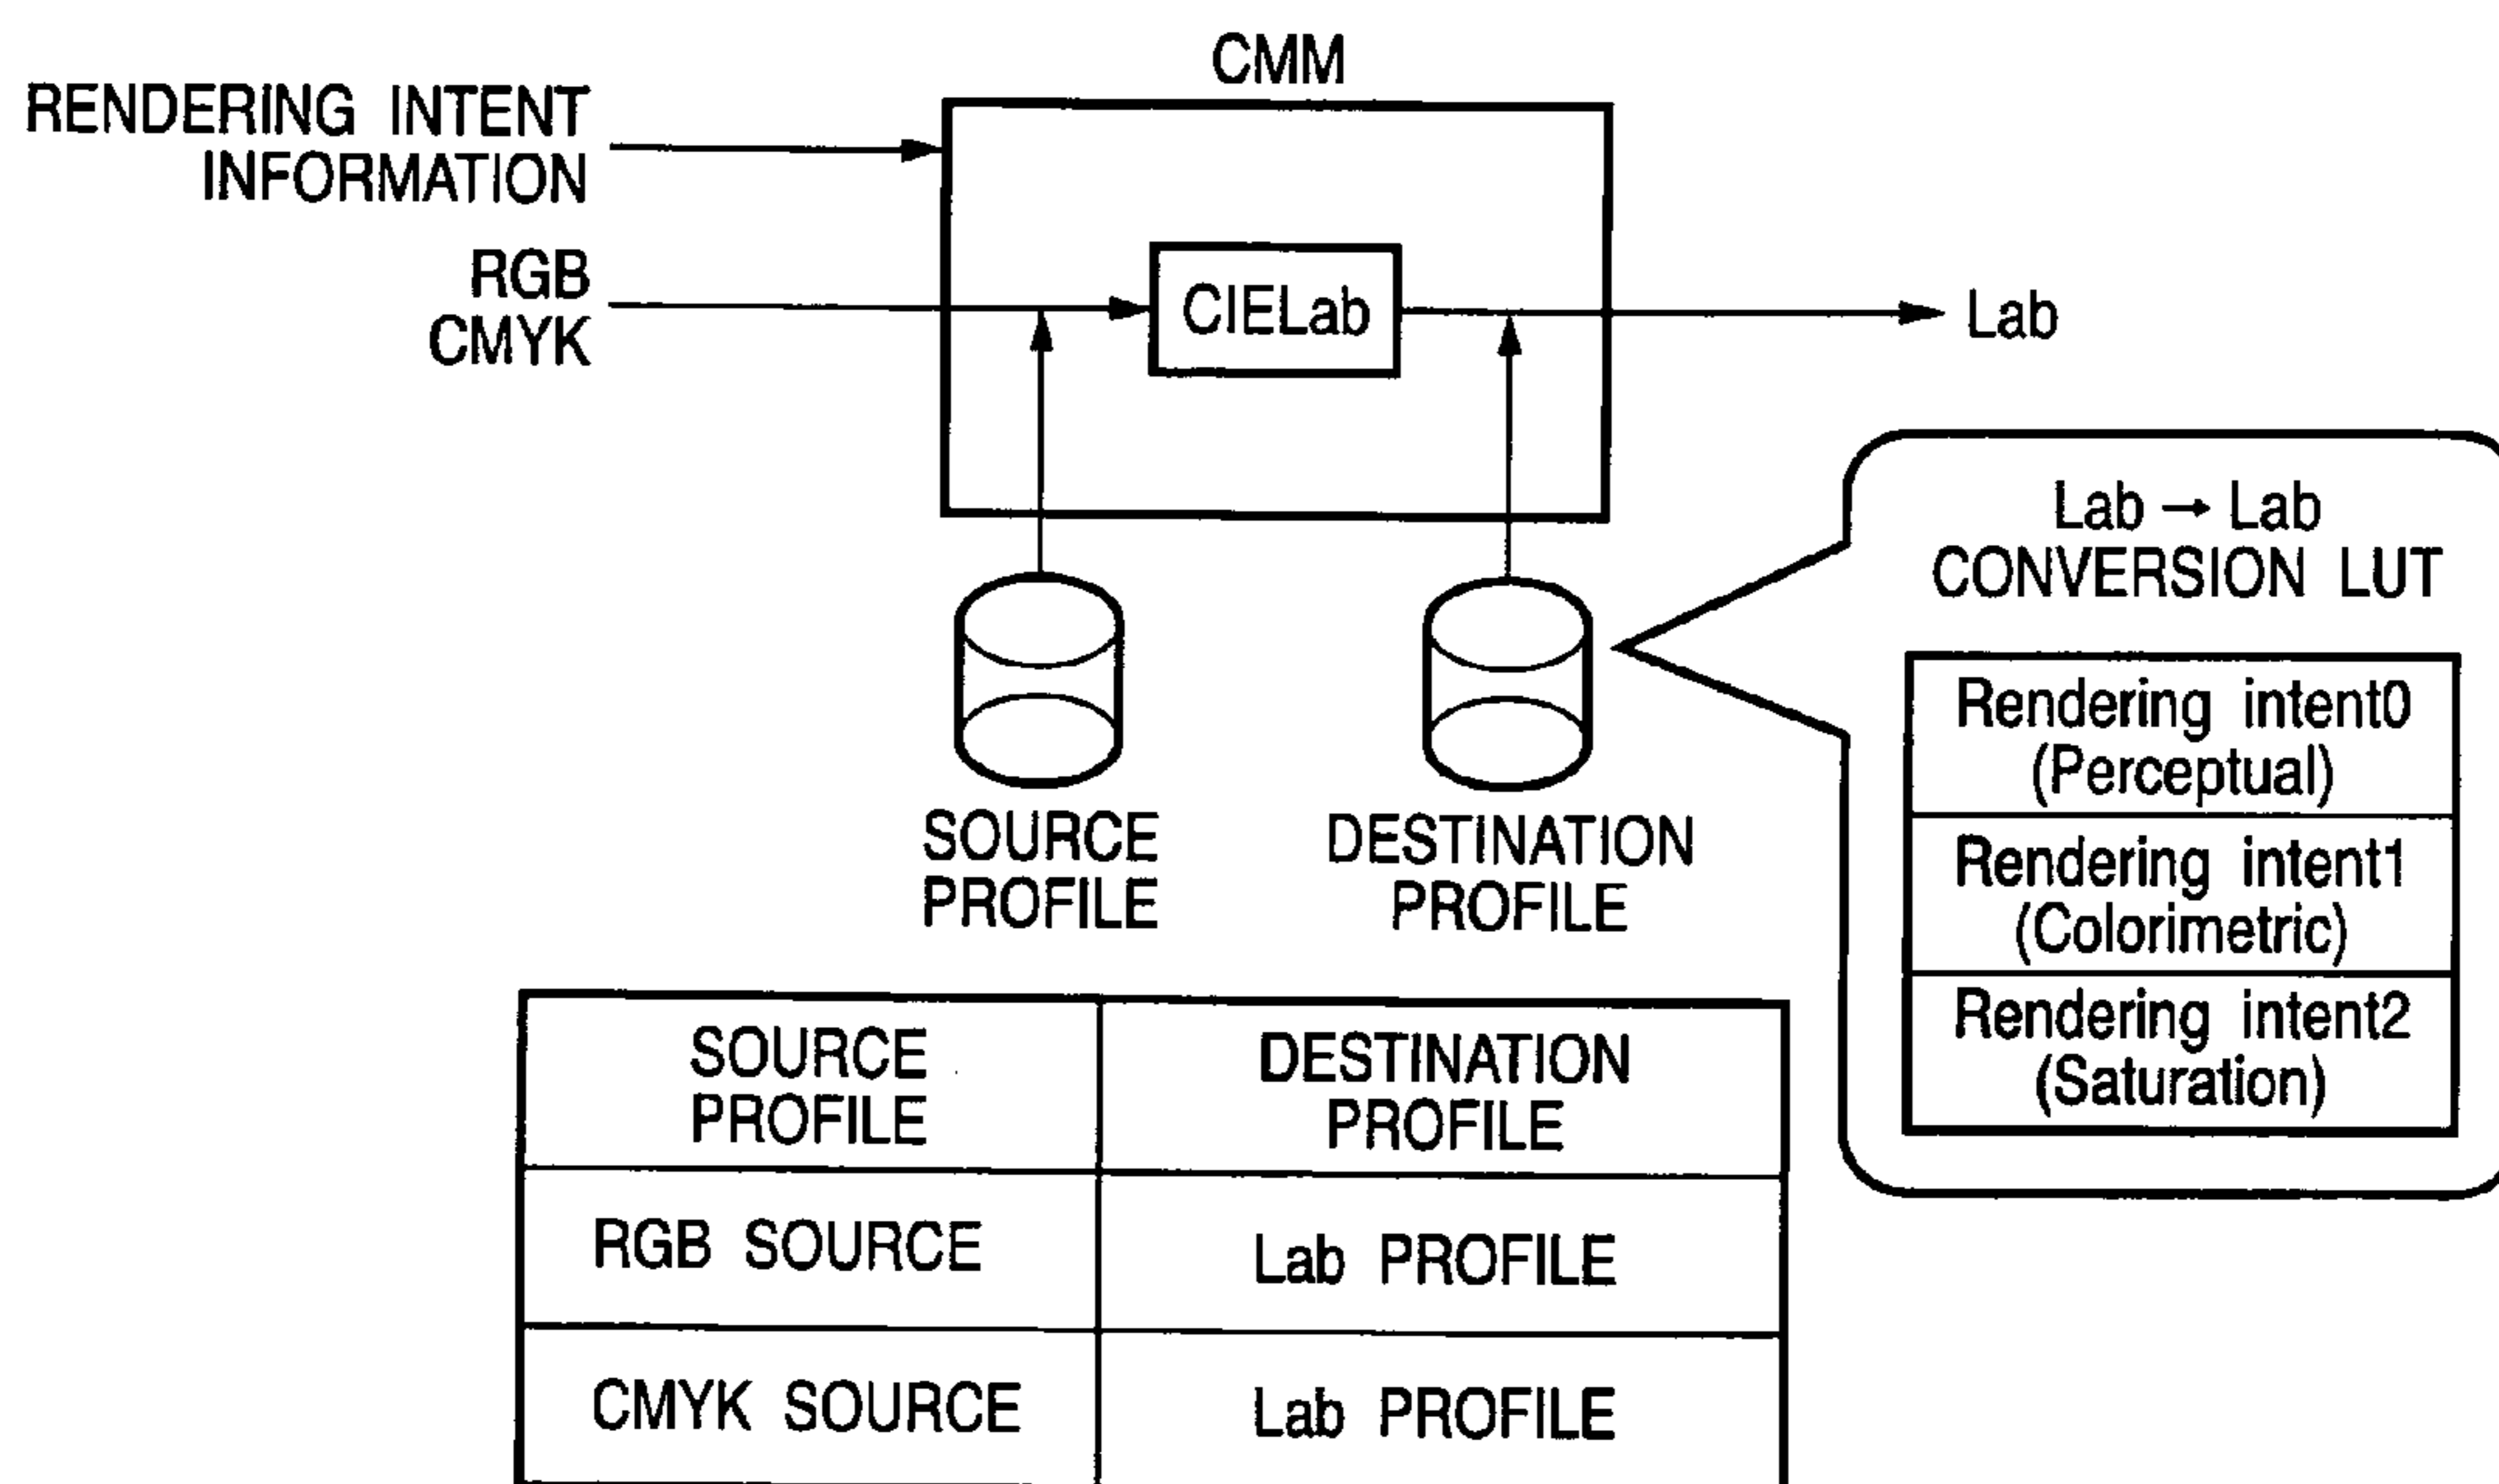 CMM
RENDERING INTENT
INFORMATION
RGB
CMYK
CIELab
Lab
Lab → Lab
CONVERSION LUT
Rendering intent0
(Perceptual)
Rendering intent1
(Colorimetric)
Rendering intent2
(Saturation)
SOURCE
PROFILE
DESTINATION
PROFILE
SOURCE
PROFILE
DESTINATION
PROFILE
RGB SOURCE
Lab PROFILE
CMYK SOURCE
Lab PROFILE